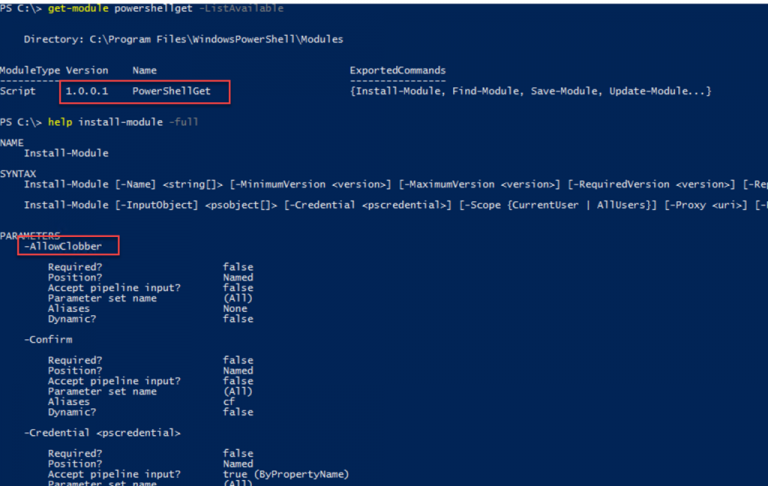 PS C:\> get-module powershellget -ListAvailable
Directory: C:\Program Files\WindowsPowerShell\Modules
ModuleType Version Name ExportedCommands
---------- ------- ---- ----------------
Script 1.0.0.1 PowerShellGet {Install-Module, Find-Module, Save-Module, Update-Module...}
PS C:\> help install-module -full
NAME
Install-Module
SYNTAX
Install-Module [-Name] <string[]> [-MinimumVersion <version>] [-MaximumVersion <version>] [-RequiredVersion <version>] [-Rep
Install-Module [-InputObject] <psobject[]> [-Credential <pscredential>] [-Scope {CurrentUser | AllUsers}] [-Proxy <uri>] [-
PARAMETERS
-AllowClobber
Required? false
Position? Named
Accept pipeline input? false
Parameter set name (All)
Aliases None
Dynamic? false
-Confirm
Required? false
Position? Named
Accept pipeline input? false
Parameter set name (All)
Aliases cf
Dynamic? false
-Credential <pscredential>
Required? false
Position? Named
Accept pipeline input? true (ByPropertyName)
Parameter set name (All)